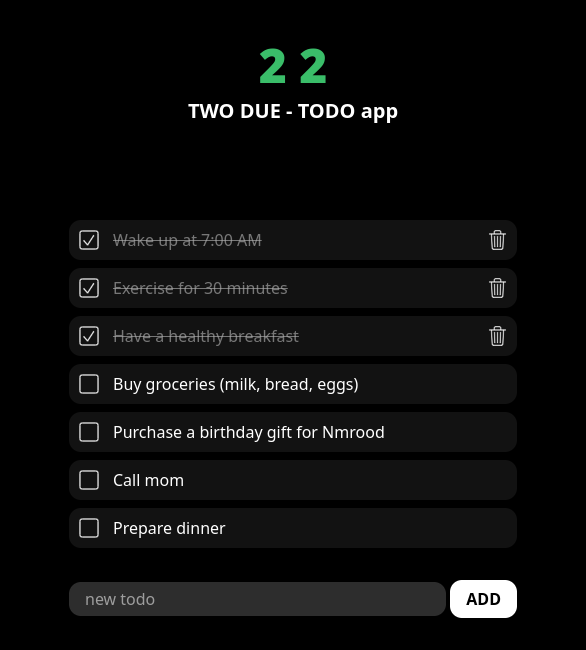 2 2
TWO DUE - TODO app
Wake up at 7:00 AM
Exercise for 30 minutes
Have a healthy breakfast
Buy groceries (milk, bread, eggs)
Purchase a birthday gift for Nmrood
Call mom
Prepare dinner
new todo
ADD